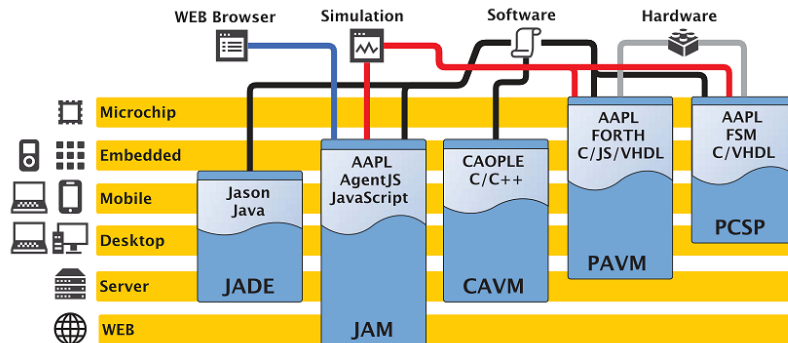 WEB Browser
Simulation
Software
Hardware
Microchip
Embedded
Mobile
Desktop
Server
WEB
Jason
Java
JADE
AAPL
AgentJS
JavaScript
JAM
CAOPLE
C/C++
CAVM
AAPL
FORTH
C/JS/VHDL
PAVM
AAPL
FSM
C/VHDL
PCSP